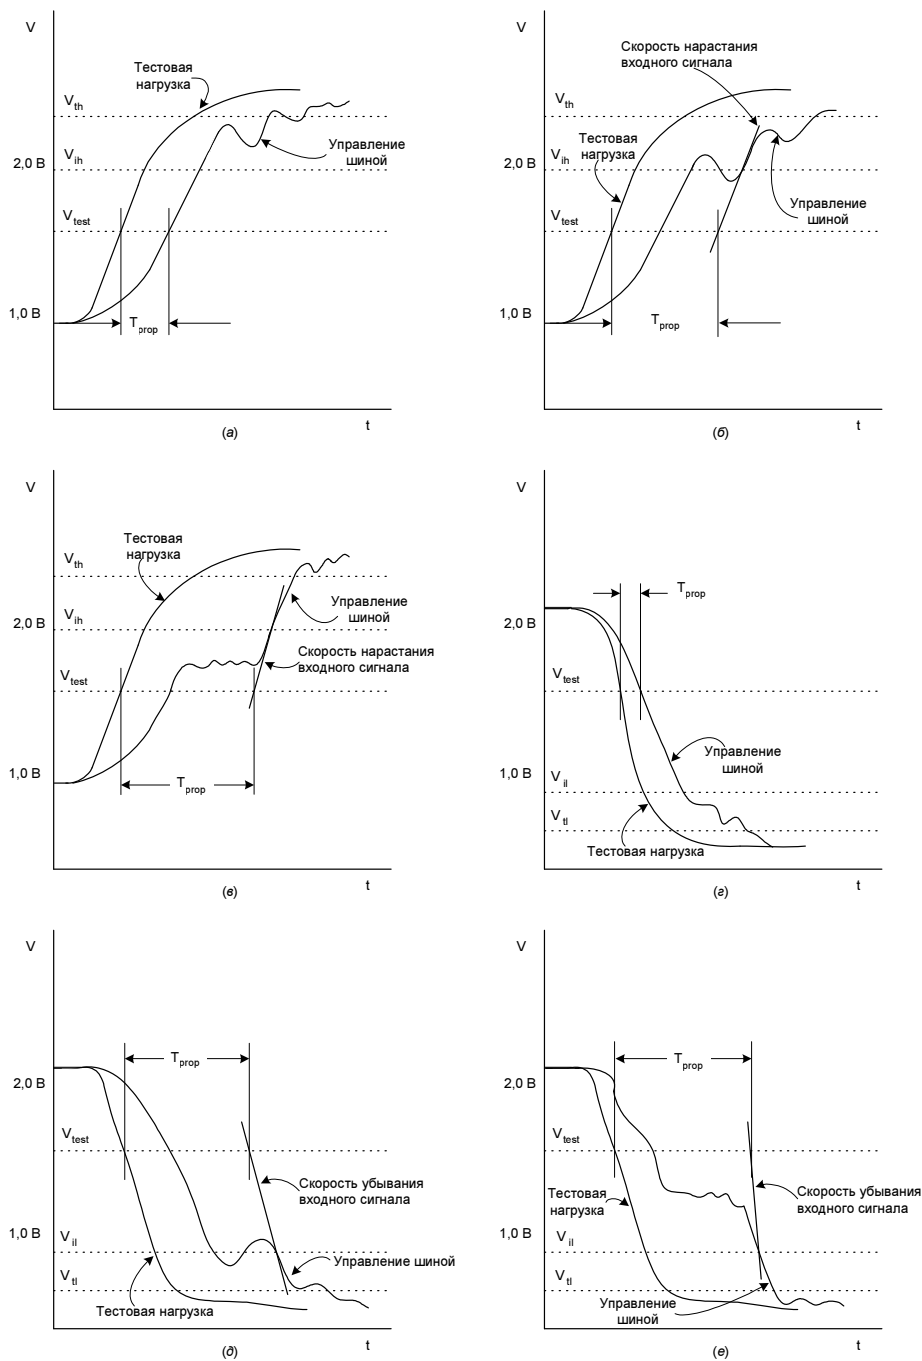 V
Тестовая
нагрузка
V_th
Управление
шиной
V_ih
2,0 В
V_test
1,0 В
T_prop
t
(а)
V
Скорость нарастания
входного сигнала
V_th
Тестовая
нагрузка
V_ih
2,0 В
Управление
шиной
V_test
1,0 В
T_prop
t
(б)
V
Тестовая
нагрузка
V_th
Управление
шиной
V_ih
2,0 В
Скорость нарастания
входного сигнала
V_test
1,0 В
T_prop
t
(в)
V
T_prop
2,0 В
V_test
Управление
шиной
1,0 В
V_il
V_tl
Тестовая нагрузка
t
(г)
V
T_prop
2,0 В
V_test
Скорость убывания
входного сигнала
1,0 В
V_il
Управление шиной
V_tl
Тестовая нагрузка
t
(д)
V
T_prop
2,0 В
V_test
Тестовая
нагрузка
Скорость убывания
входного сигнала
1,0 В
V_il
V_tl
Управление
шиной
t
(е)